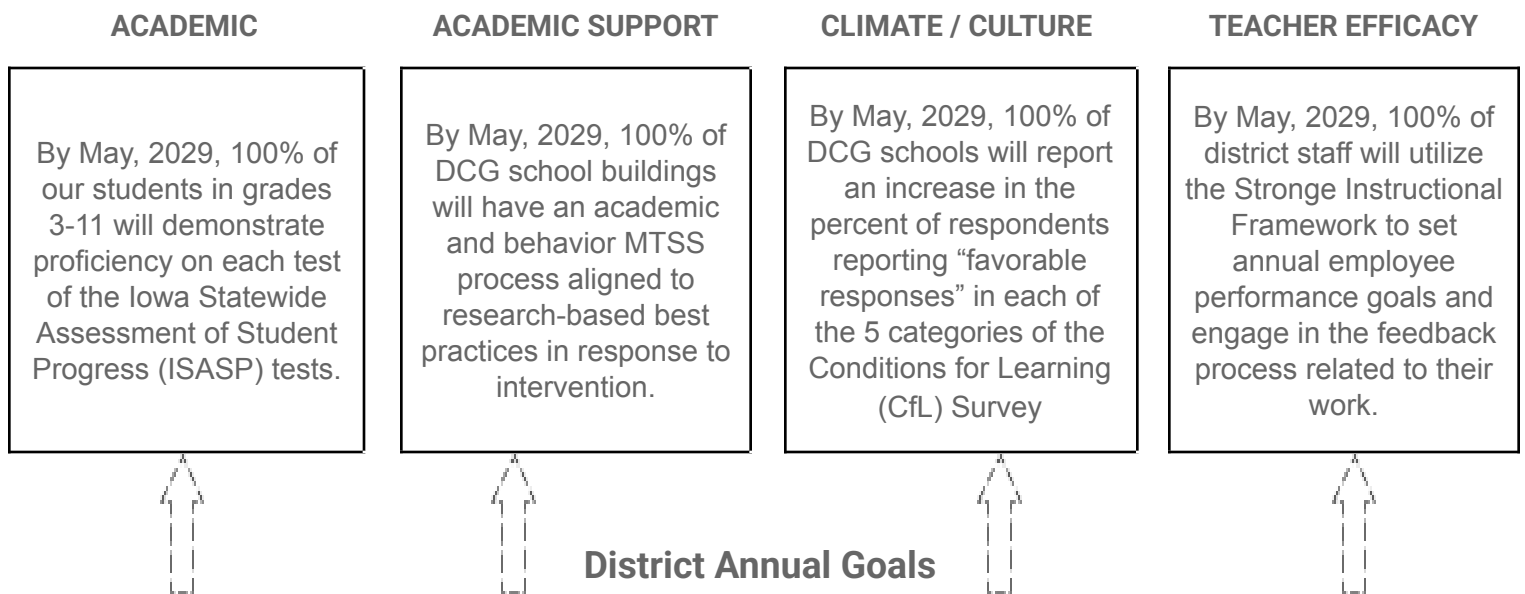 ACADEMIC
By May, 2029, 100% of
our students in grades
3-11 will demonstrate
proficiency on each test
of the Iowa Statewide
Assessment of Student
Progress (ISASP) tests.
ACADEMIC SUPPORT
By May, 2029, 100% of
DCG school buildings
will have an academic
and behavior MTSS
process aligned to
research-based best
practices in response to
intervention.
CLIMATE / CULTURE
By May, 2029, 100% of
DCG schools will report
an increase in the
percent of respondents
reporting “favorable
responses” in each of
the 5 categories of the
Conditions for Learning
(CfL) Survey
TEACHER EFFICACY
By May, 2029, 100% of
district staff will utilize
the Stronge Instructional
Framework to set
annual employee
performance goals and
engage in the feedback
process related to their
work.
District Annual Goals